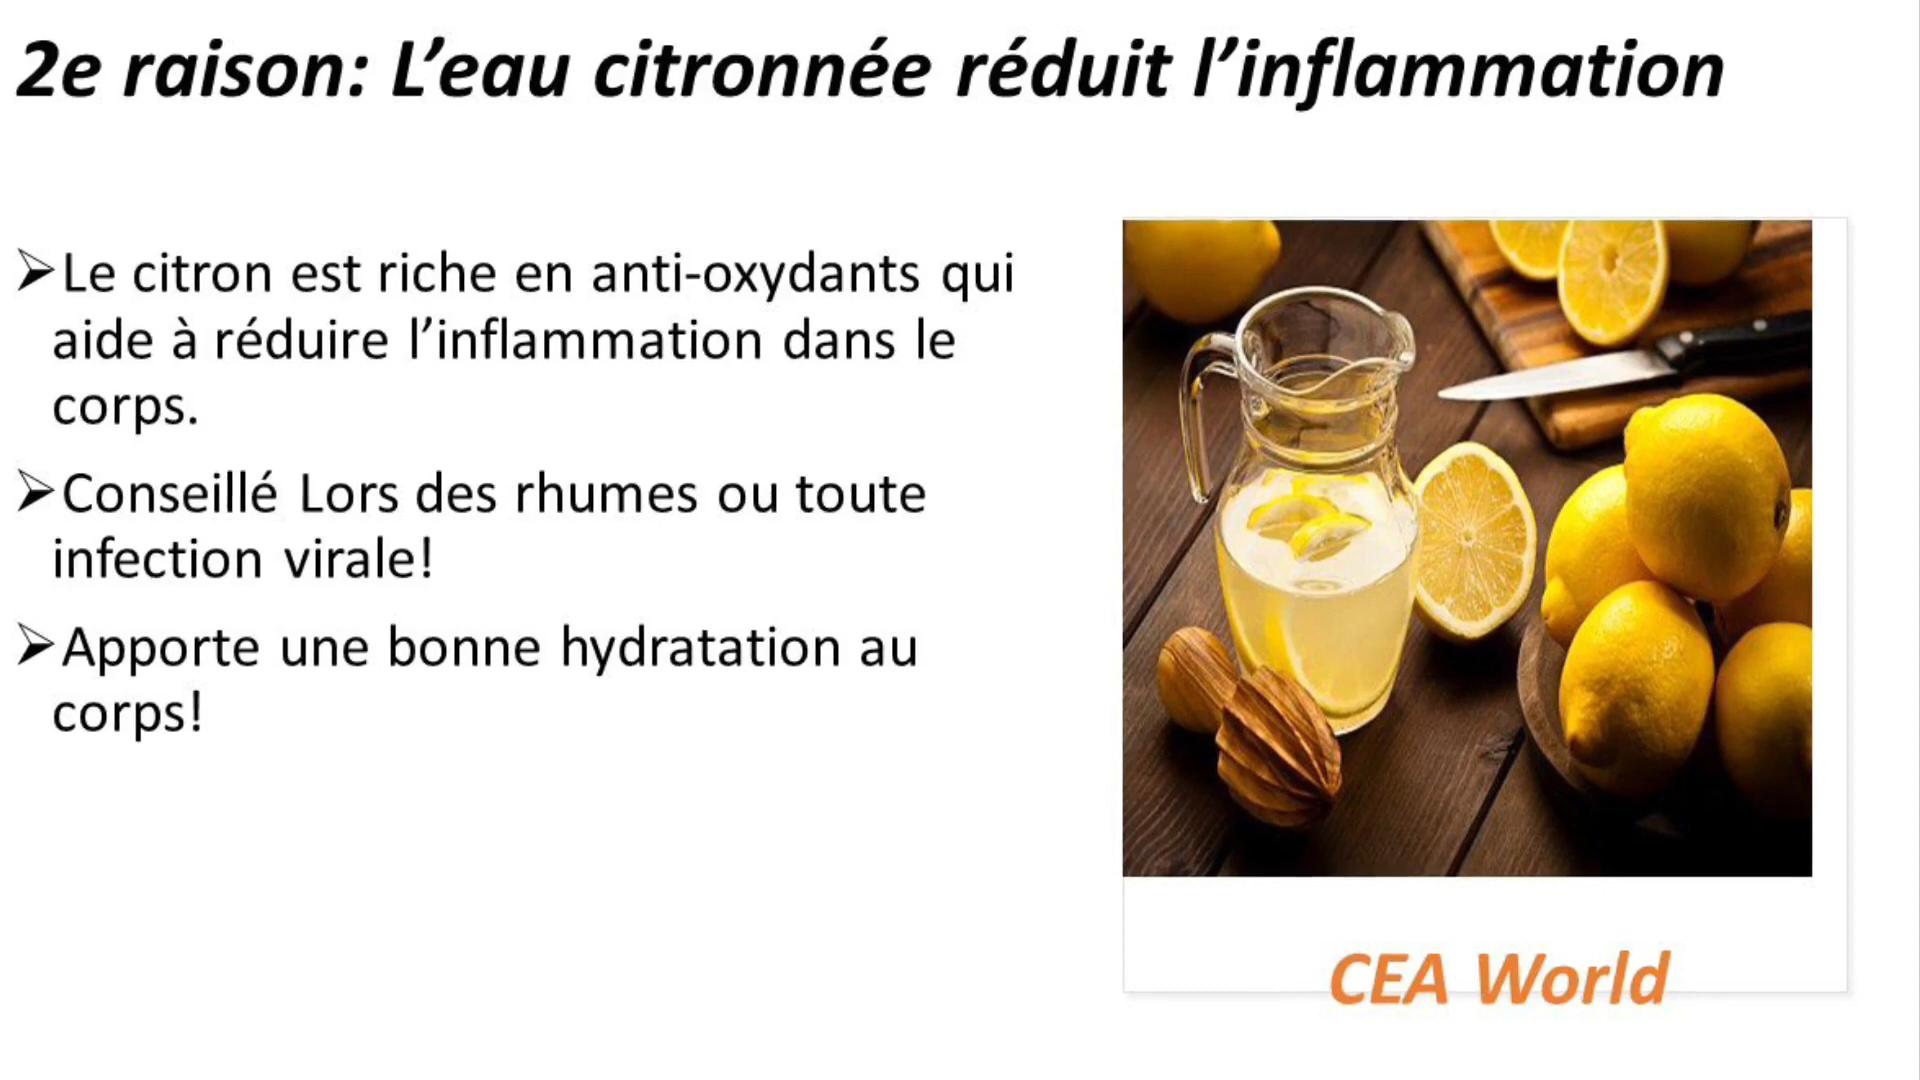 2e raison: L’eau citronnée réduit l’inflammation
➢Le citron est riche en anti-oxydants qui
aide à réduire l’inflammation dans le
corps.
➢Conseillé Lors des rhumes ou toute
infection virale!
➢Apporte une bonne hydratation au
corps!
CEA World